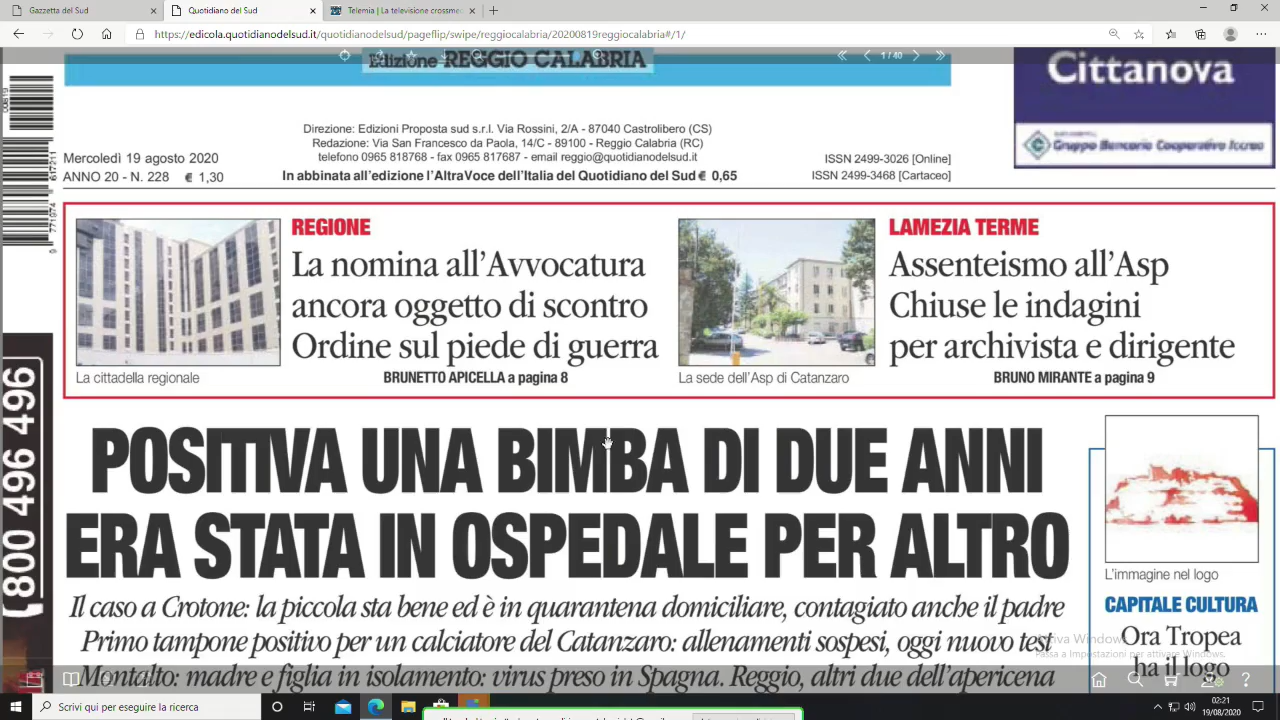 Gazzetta del Sud
Quotidiano del Sud
Telemia | La Calabria
https://edicola.quotidianodelsud.it/quotidianodelsud/pageflip/swipe/reggiocalabria/20200819reggiocalabria#/1/
Edizione REGGIO CALABRIA
1 / 40
Cittanova
Gruppo Bancario Cooperativo Iccrea
Direzione: Edizioni Proposta sud s.r.l. Via Rossini, 2/A - 87040 Castrolibero (CS)
Redazione: Via San Francesco da Paola, 14/C - 89100 - Reggio Calabria (RC)
telefono 0965 818768 - fax 0965 817687 - email reggio@quotidianodelsud.it
Mercoledì 19 agosto 2020
ANNO 20 - N. 228 € 1,30
In abbinata all'edizione l'AltraVoce dell'Italia del Quotidiano del Sud € 0,65
ISSN 2499-3026 [Online]
ISSN 2499-3468 [Cartaceo]
REGIONE
La nomina all'Avvocatura
ancora oggetto di scontro
Ordine sul piede di guerra
La cittadella regionale
BRUNETTO APICELLA a pagina 8
LAMEZIA TERME
Assenteismo all'Asp
Chiuse le indagini
per archivista e dirigente
La sede dell'Asp di Catanzaro
BRUNO MIRANTE a pagina 9
800 496 496
POSITIVA UNA BIMBA DI DUE ANNI
ERA STATA IN OSPEDALE PER ALTRO
Il caso a Crotone: la piccola sta bene ed è in quarantena domiciliare, contagiato anche il padre
Primo tampone positivo per un calciatore del Catanzaro: allenamenti sospesi, oggi nuovo test
Montalto: madre e figlia in isolamento: virus preso in Spagna. Reggio, altri due dell'apericena
L'immagine nel logo
CAPITALE CULTURA
Ora Tropea
ha il logo
Attiva Windows
Passa a Impostazioni per attivare Windows.
Scrivi qui per eseguire la ricerca
02:21
19/08/2020